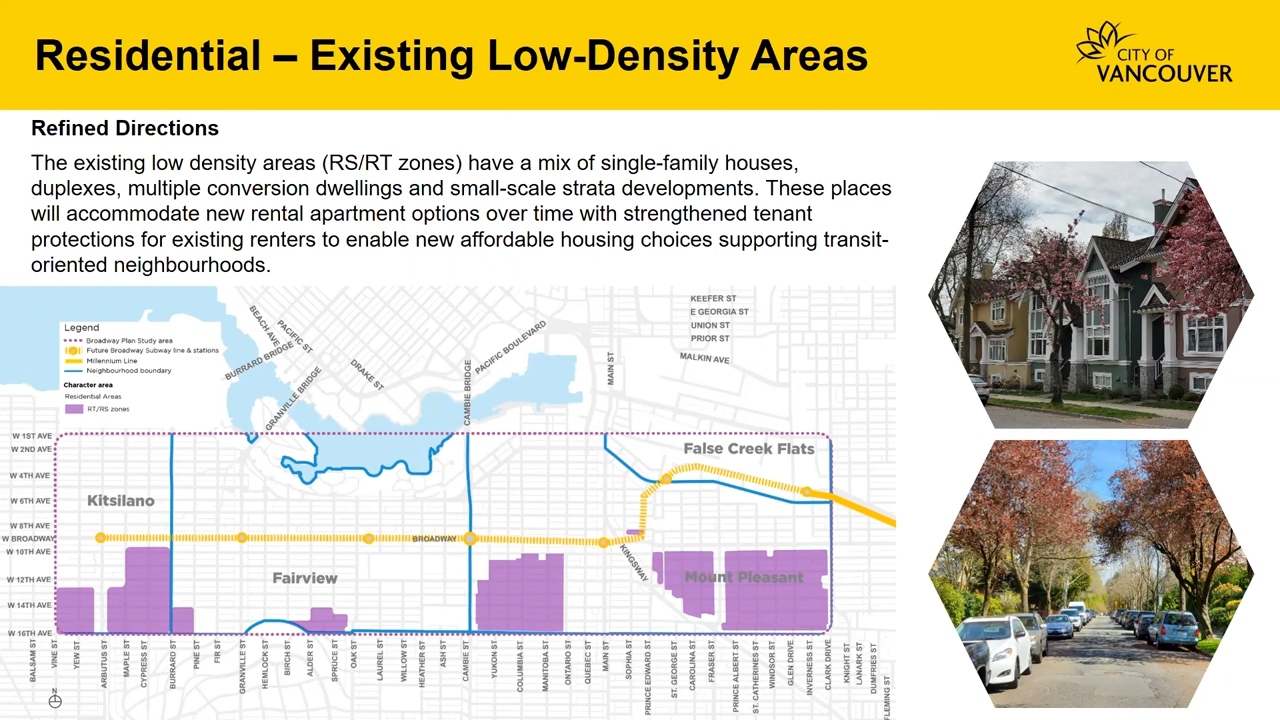 Residential – Existing Low-Density Areas
CITY OF
VANCOUVER
Refined Directions
The existing low density areas (RS/RT zones) have a mix of single-family houses,
duplexes, multiple conversion dwellings and small-scale strata developments. These places
will accommodate new rental apartment options over time with strengthened tenant
protections for existing renters to enable new affordable housing choices supporting transit-
oriented neighbourhoods.
Legend
Broadway Plan Study area
Future Broadway Subway line & stations
Millennium Line
Neighbourhood boundary
Character area
Residential Areas
RT/RS zones
BEACH AVE
PACIFIC ST
BURRARD BRIDGE
GRANVILLE BRIDGE
DRAKE ST
PACIFIC BOULEVARD
CAMBIE BRIDGE
MAIN ST
KEEFER ST
E GEORGIA ST
UNION ST
PRIOR ST
MALKIN AVE
W 1ST AVE
W 2ND AVE
W 4TH AVE
W 6TH AVE
W 8TH AVE
W BROADWAY
W 10TH AVE
W 12TH AVE
W 14TH AVE
W 16TH AVE
Kitsilano
Fairview
BROADWAY
False Creek Flats
KINGSWAY
Mount Pleasant
BALSAM ST
VINE ST
YEW ST
ARBUTUS ST
MAPLE ST
CYPRESS ST
BURRARD ST
PINE ST
FIR ST
GRANVILLE ST
HEMLOCK ST
BIRCH ST
ALDER ST
SPRUCE ST
OAK ST
LAUREL ST
WILLOW ST
HEATHER ST
ASH ST
CAMBIE ST
YUKON ST
COLUMBIA ST
MANITOBA ST
ONTARIO ST
QUEBEC ST
MAIN ST
SOPHIA ST
PRINCE EDWARD ST
ST. GEORGE ST
CAROLINA ST
FRASER ST
PRINCE ALBERT ST
ST. CATHERINES ST
WINDSOR ST
GLEN DRIVE
INVERNESS ST
CLARK DRIVE
KNIGHT ST
LANARK ST
DUMFRIES ST
FLEMING ST
N